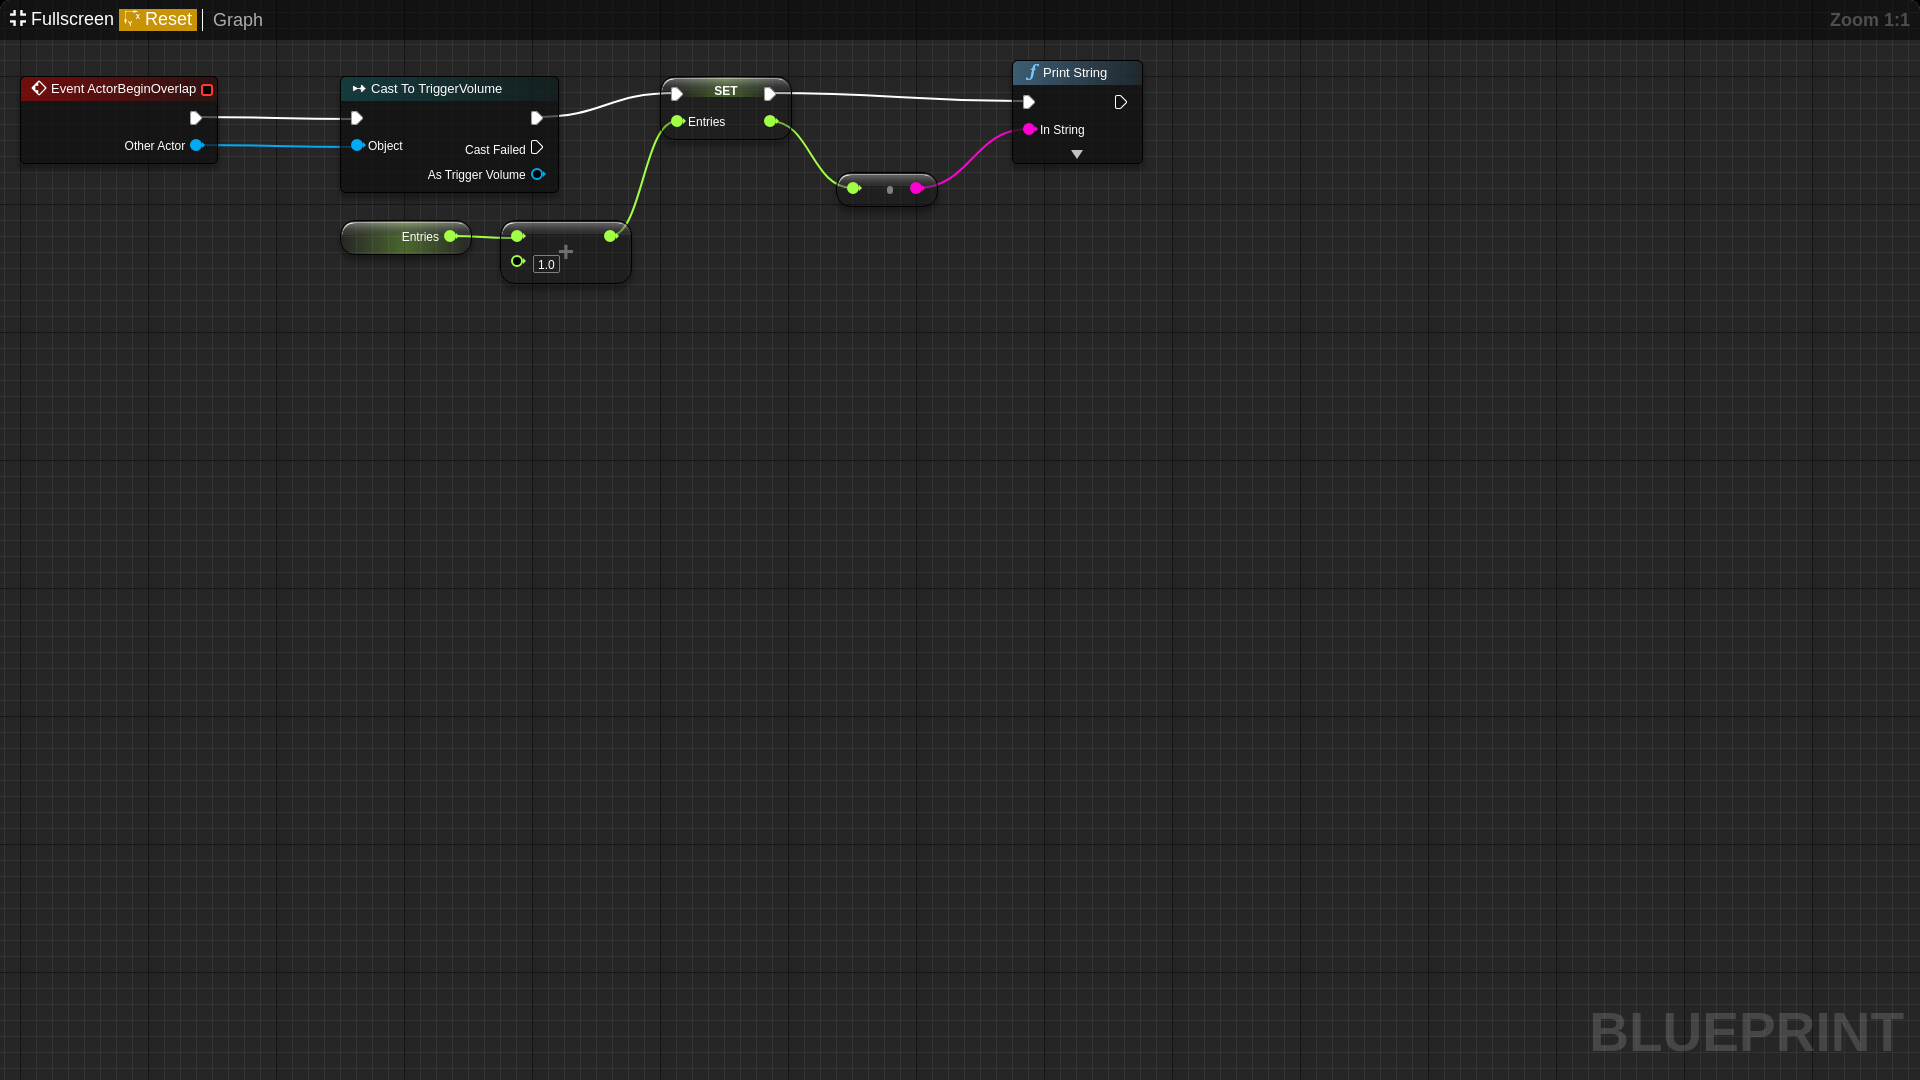 Fullscreen Reset Graph
Zoom 1:1
Event ActorBeginOverlap
Other Actor
Cast To TriggerVolume
Object
Cast Failed
As Trigger Volume
SET
Entries
Print String
In String
Entries
1.0
+
BLUEPRINT